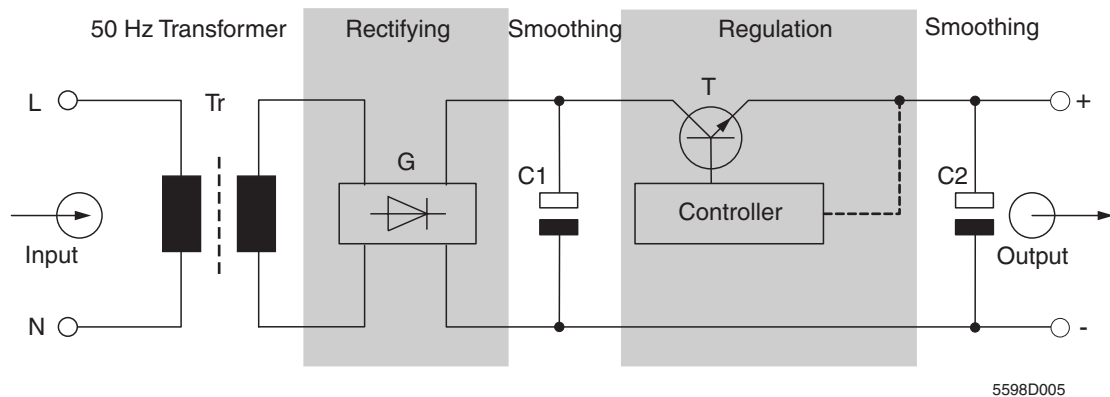 50 Hz Transformer
Rectifying
Smoothing
Regulation
Smoothing
L
Tr
T
+
G
C1
C2
Controller
Input
Output
N
-
5598D005